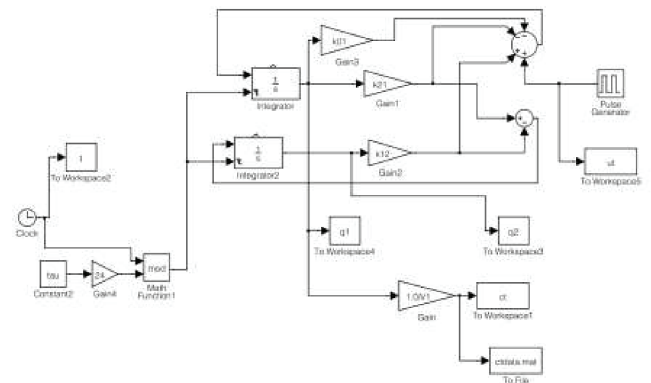 k01
Gain3
1
s
Integrator
k21
Gain1
Pulse
Generator
1
s
Integrator2
k12
Gain2
ut
To Workspace5
t
To Workspace2
Clock
q1
To Workspace4
q2
To Workspace3
tau
Constant2
24
Gain4
mod
Math
Function1
1.0/V1
Gain
ct
To Workspace1
ctdata.mat
To File